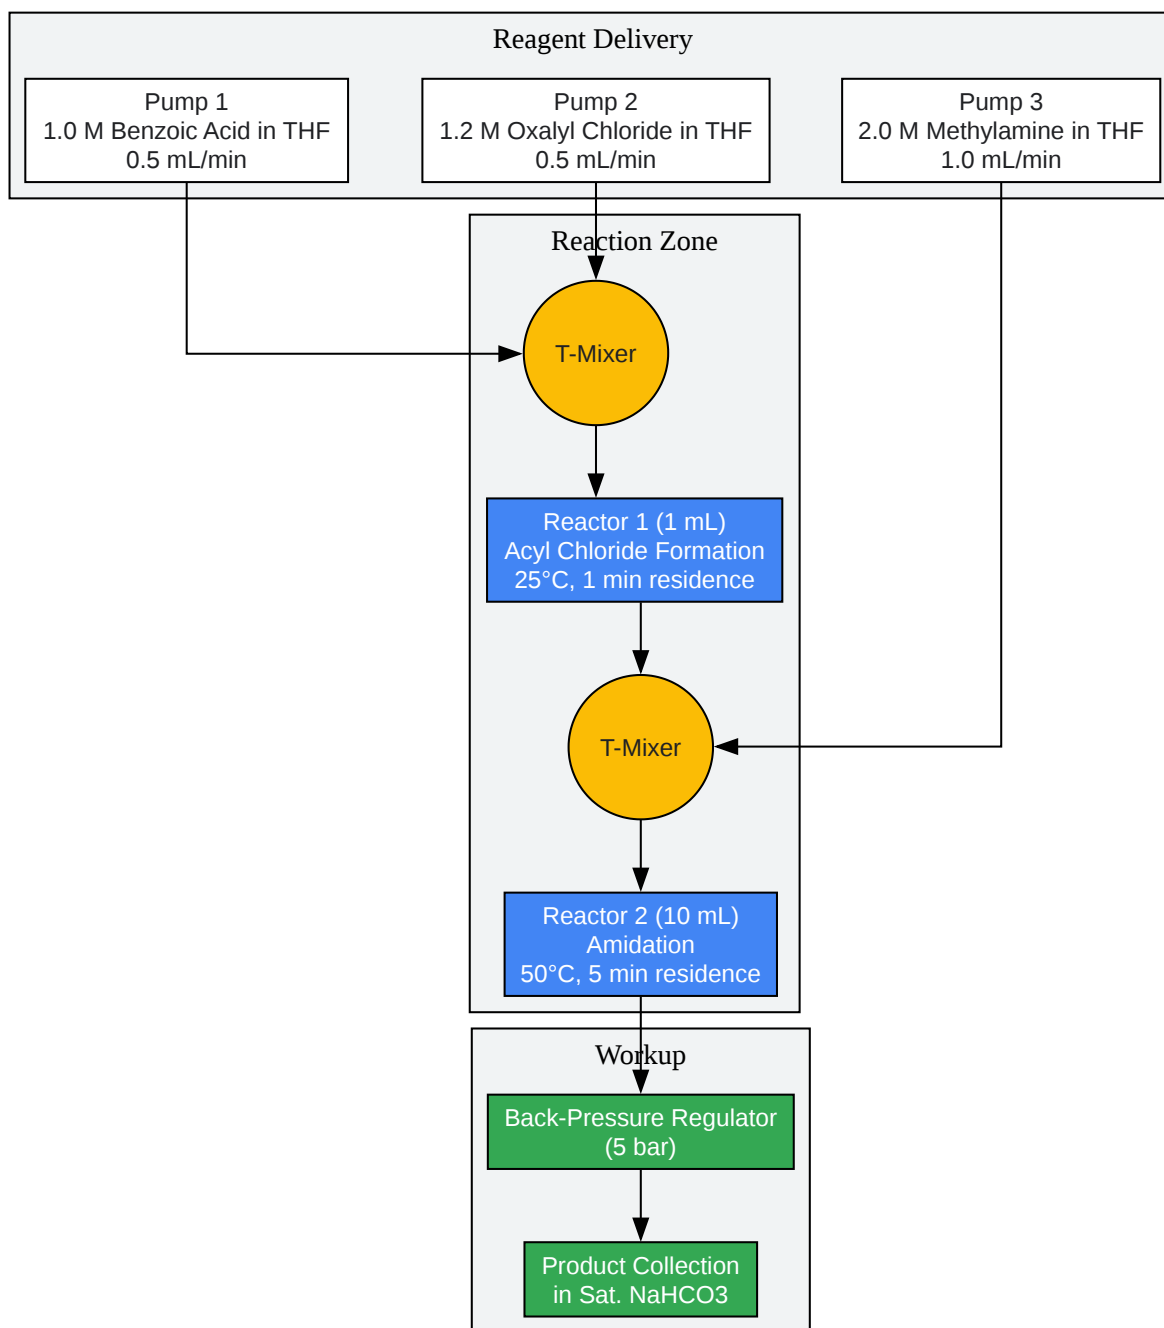 Reagent Delivery
Pump 1
1.0 M Benzoic Acid in THF
0.5 mL/min
Pump 2
1.2 M Oxalyl Chloride in THF
0.5 mL/min
Pump 3
2.0 M Methylamine in THF
1.0 mL/min
Reaction Zone
T-Mixer
Reactor 1 (1 mL)
Acyl Chloride Formation
25°C, 1 min residence
T-Mixer
Reactor 2 (10 mL)
Amidation
50°C, 5 min residence
Workup
Back-Pressure Regulator
(5 bar)
Product Collection
in Sat. NaHCO3